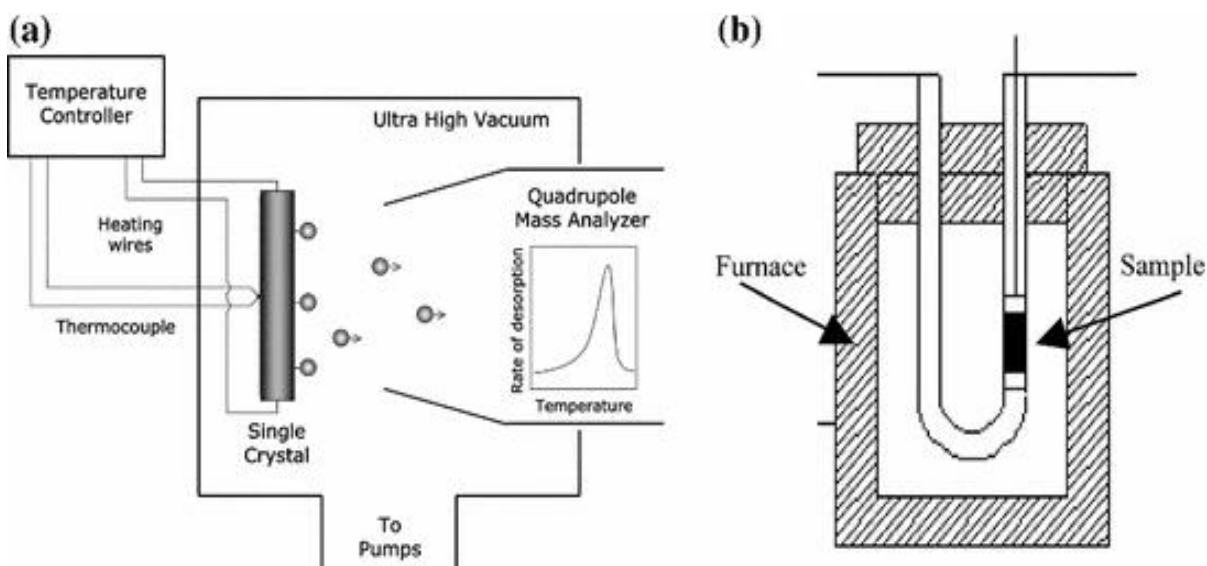 (a)
Temperature
Controller
Ultra High Vacuum
Quadrupole
Mass Analyzer
Heating
wires
Rate of desorption
Thermocouple
Temperature
Single
Crystal
To
Pumps
(b)
Furnace
Sample